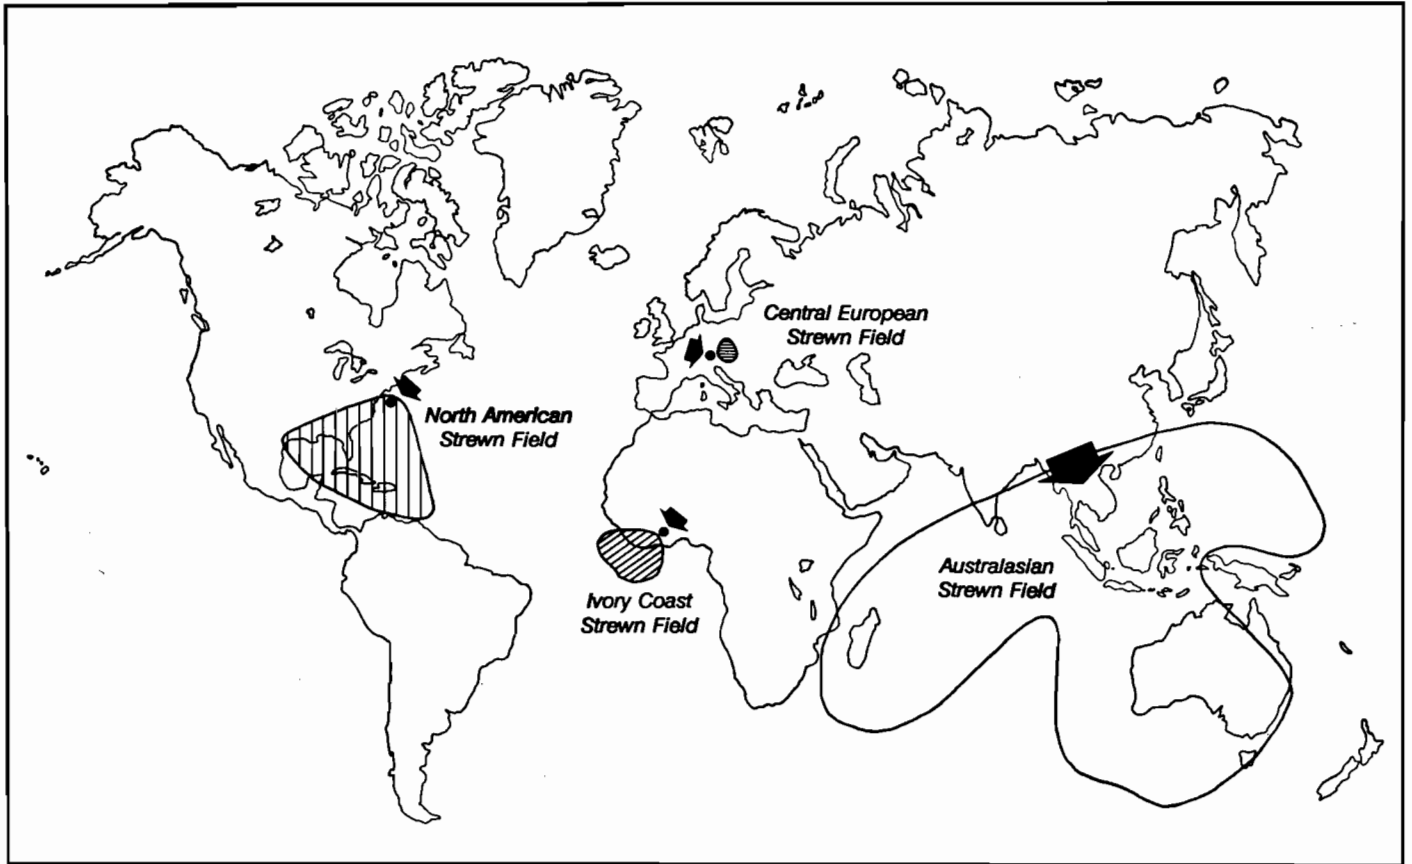 Central European
Strewn Field
North American
Strewn Field
Ivory Coast
Strewn Field
Australasian
Strewn Field